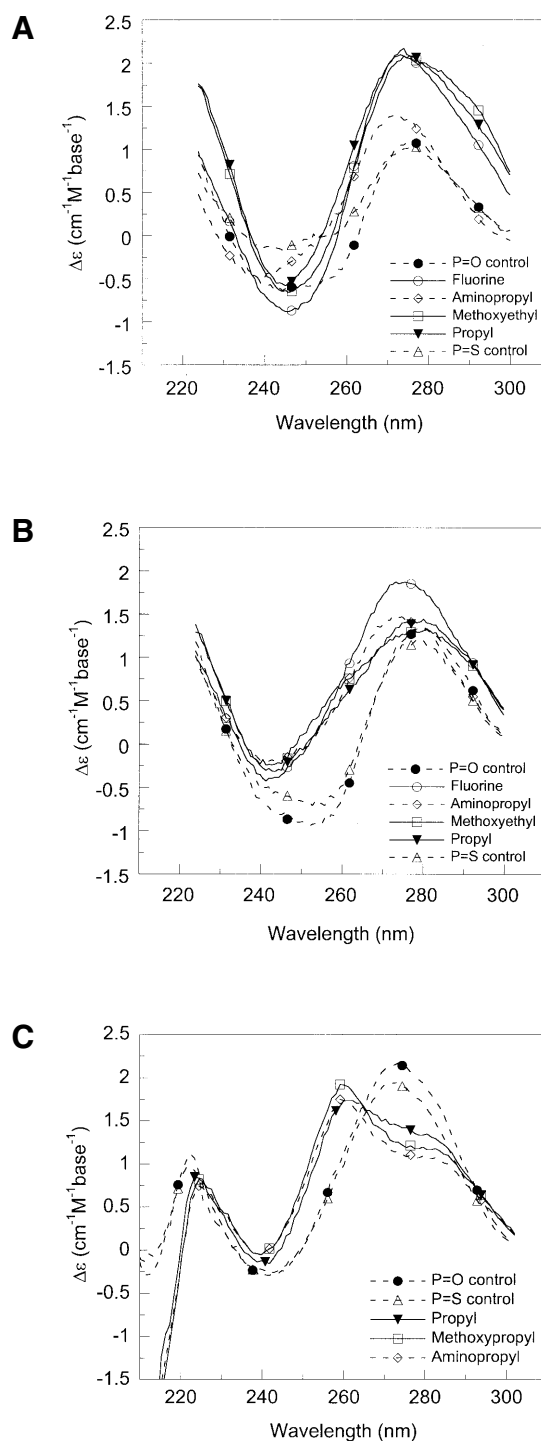 A
2.5
2
1.5
1
0.5
0
-0.5
-1
-1.5
Δε (cm⁻¹M⁻¹base⁻¹)
P=O control
Fluorine
Aminopropyl
Methoxyethyl
Propyl
P=S control
220 240 260 280 300
Wavelength (nm)
B
2.5
2
1.5
1
0.5
0
-0.5
-1
-1.5
Δε (cm⁻¹M⁻¹base⁻¹)
P=O control
Fluorine
Aminopropyl
Methoxyethyl
Propyl
P=S control
220 240 260 280 300
Wavelength (nm)
C
2.5
2
1.5
1
0.5
0
-0.5
-1
-1.5
Δε (cm⁻¹M⁻¹base⁻¹)
P=O control
P=S control
Propyl
Methoxypropyl
Aminopropyl
220 240 260 280 300
Wavelength (nm)